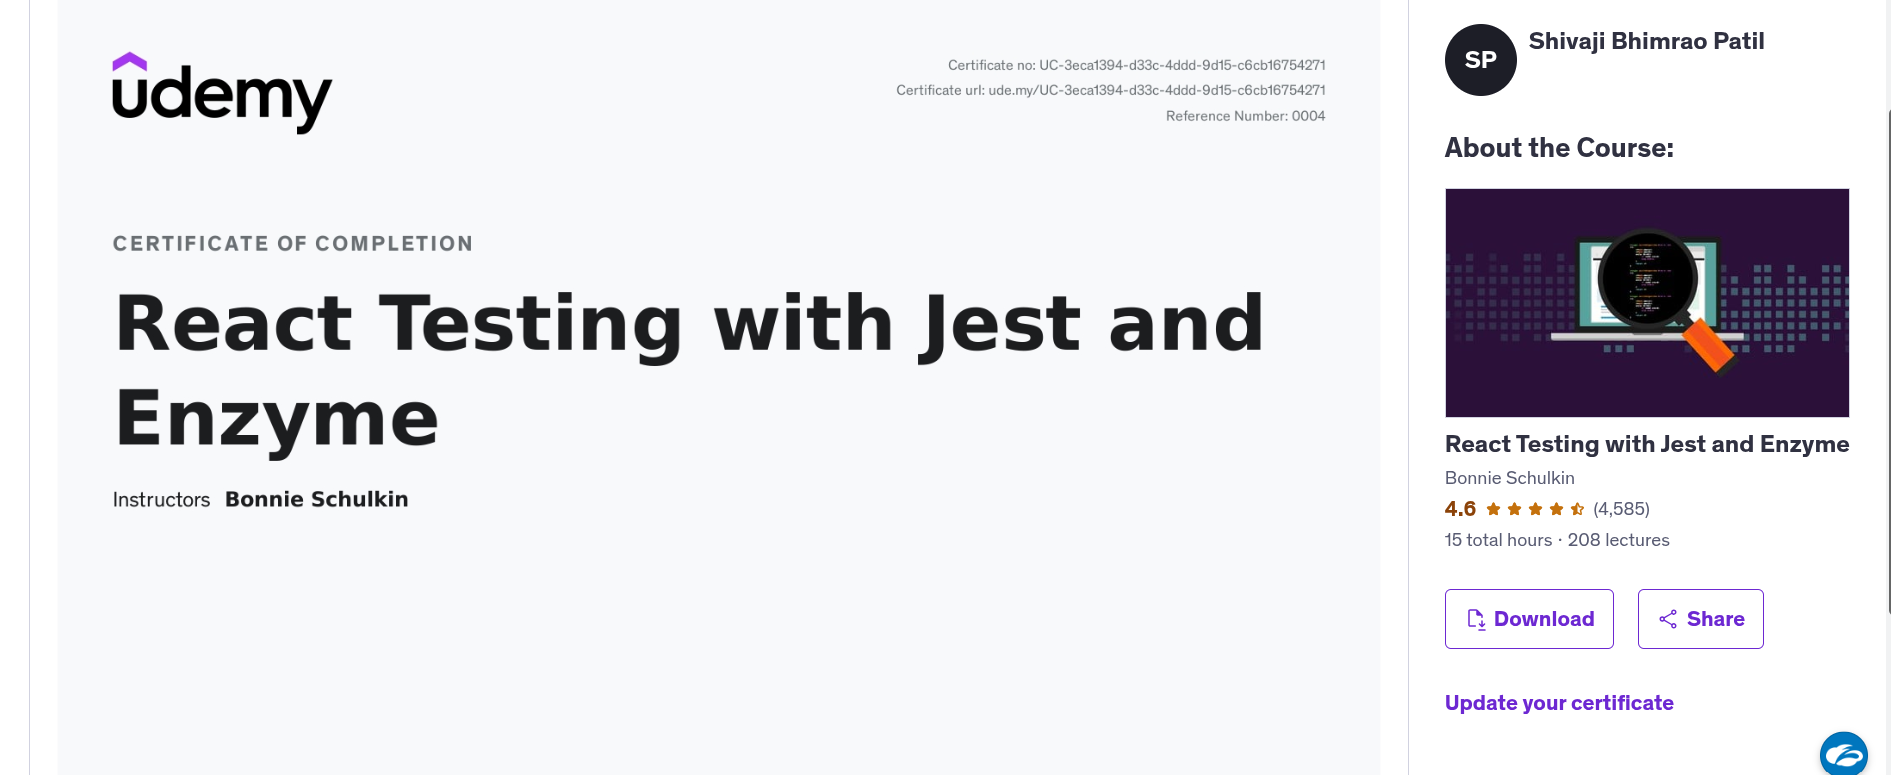 udemy
Certificate no: UC-3eca1394-d33c-4ddd-9d15-c6cb16754271
Certificate url: ude.my/UC-3eca1394-d33c-4ddd-9d15-c6cb16754271
Reference Number: 0004
CERTIFICATE OF COMPLETION
React Testing with Jest and
Enzyme
Instructors Bonnie Schulkin
SP
Shivaji Bhimrao Patil
About the Course:
React Testing with Jest and Enzyme
Bonnie Schulkin
4.6 (4,585)
15 total hours · 208 lectures
Download
Share
Update your certificate